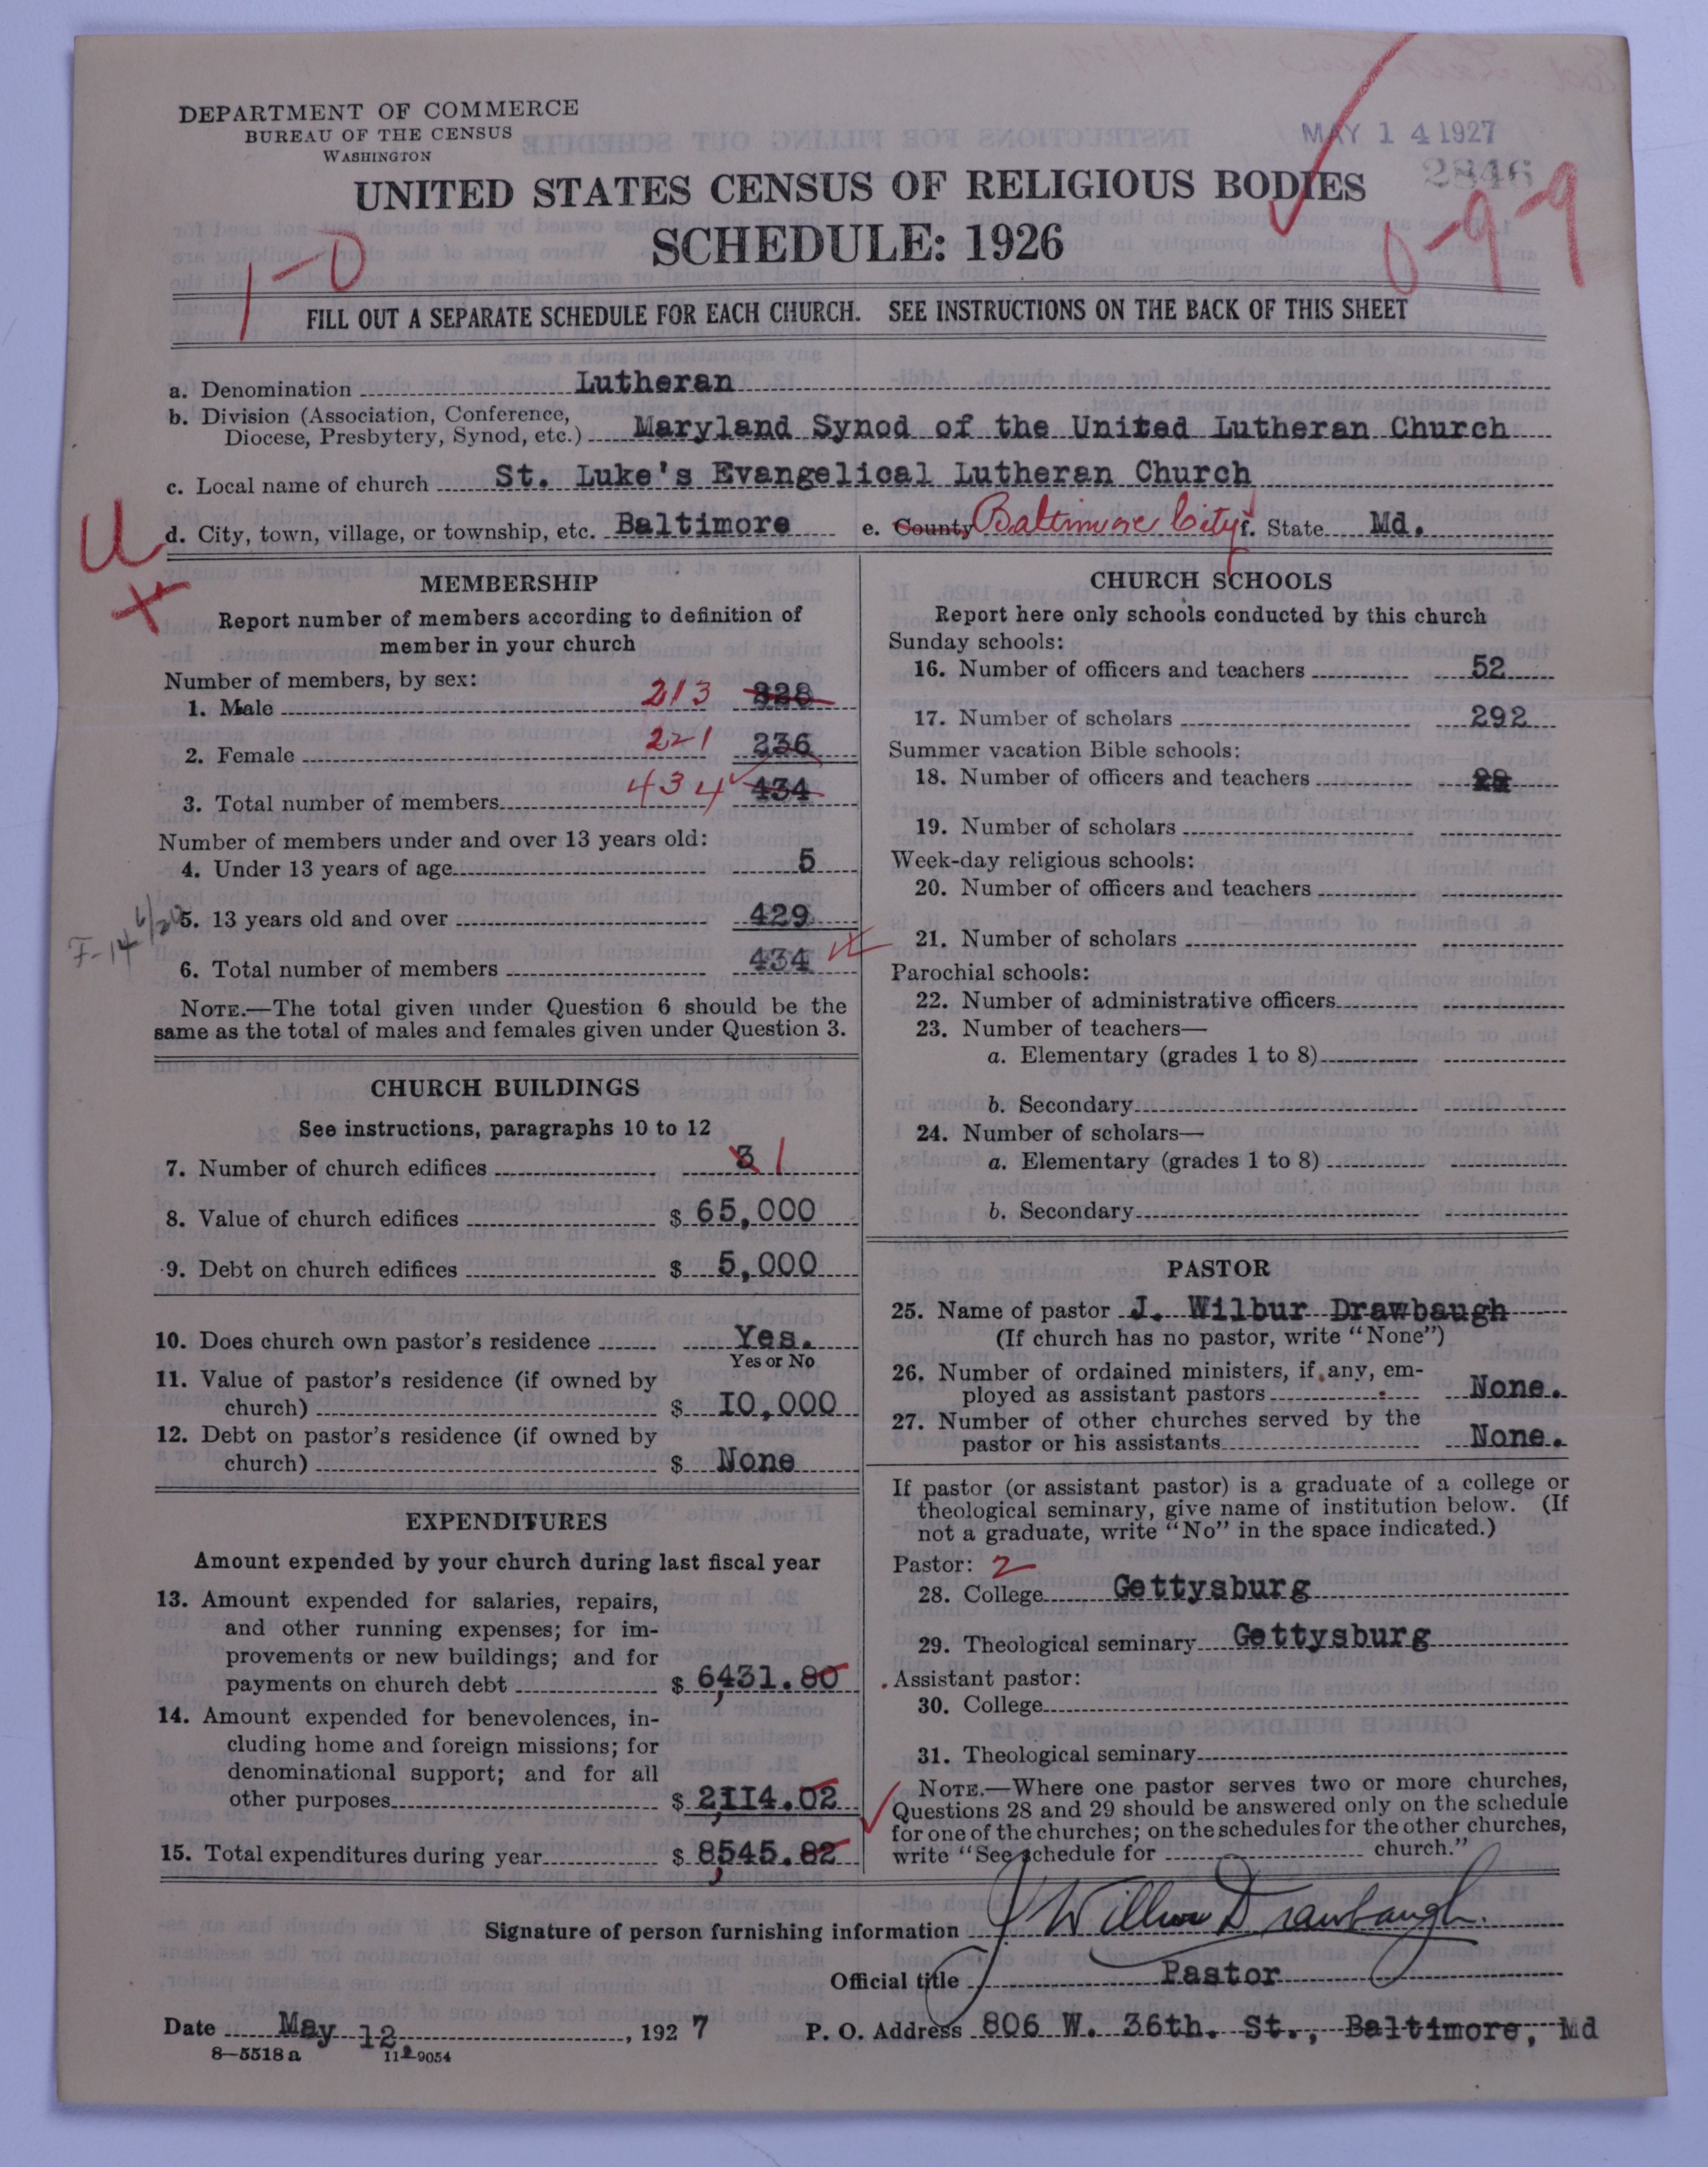 DEPARTMENT OF COMMERCE
BUREAU OF THE CENSUS
WASHINGTON
MAY 14 1927
2846
UNITED STATES CENSUS OF RELIGIOUS BODIES
SCHEDULE: 1926
1-0
0-99
FILL OUT A SEPARATE SCHEDULE FOR EACH CHURCH. SEE INSTRUCTIONS ON THE BACK OF THIS SHEET
a. Denomination Lutheran
b. Division (Association, Conference,
Diocese, Presbytery, Synod, etc.) Maryland Synod of the United Lutheran Church
c. Local name of church St. Luke's Evangelical Lutheran Church
U d. City, town, village, or township, etc. Baltimore e. County Baltimore City f. State Md.
+
MEMBERSHIP
Report number of members according to definition of
member in your church
Number of members, by sex:
1. Male 213
2. Female 221 236
3. Total number of members 434 434
Number of members under and over 13 years old:
4. Under 13 years of age 5
F-14
5. 13 years old and over 429
6. Total number of members 434
NOTE.—The total given under Question 6 should be the
same as the total of males and females given under Question 3.
CHURCH BUILDINGS
See instructions, paragraphs 10 to 12
7. Number of church edifices 3 1
8. Value of church edifices $ 65,000
9. Debt on church edifices $ 5,000
10. Does church own pastor's residence Yes.
Yes or No
11. Value of pastor's residence (if owned by
church) $ 10,000
12. Debt on pastor's residence (if owned by
church) $ None
EXPENDITURES
Amount expended by your church during last fiscal year
13. Amount expended for salaries, repairs,
and other running expenses; for im-
provements or new buildings; and for
payments on church debt $ 6,431.80
14. Amount expended for benevolences, in-
cluding home and foreign missions; for
denominational support; and for all
other purposes $ 2,114.02
15. Total expenditures during year $ 8,545.82
CHURCH SCHOOLS
Report here only schools conducted by this church
Sunday schools:
16. Number of officers and teachers 52
17. Number of scholars 292
Summer vacation Bible schools:
18. Number of officers and teachers
19. Number of scholars
Week-day religious schools:
20. Number of officers and teachers
21. Number of scholars
Parochial schools:
22. Number of administrative officers
23. Number of teachers—
a. Elementary (grades 1 to 8)
b. Secondary
24. Number of scholars—
a. Elementary (grades 1 to 8)
b. Secondary
PASTOR
25. Name of pastor J. Wilbur Drawbaugh
(If church has no pastor, write "None")
26. Number of ordained ministers, if any, em-
ployed as assistant pastors None.
27. Number of other churches served by the
pastor or his assistants None.
If pastor (or assistant pastor) is a graduate of a college or
theological seminary, give name of institution below. (If
not a graduate, write "No" in the space indicated.)
Pastor: 2
28. College Gettysburg
29. Theological seminary Gettysburg
Assistant pastor:
30. College
31. Theological seminary
NOTE.—Where one pastor serves two or more churches,
Questions 28 and 29 should be answered only on the schedule
for one of the churches; on the schedules for the other churches,
write "See schedule for church."
Signature of person furnishing information J Wilbur Drawbaugh.
Official title Pastor
Date May 12, 1927 P. O. Address 806 W. 36th. St., Baltimore, Md
8-5518 a 11-9054